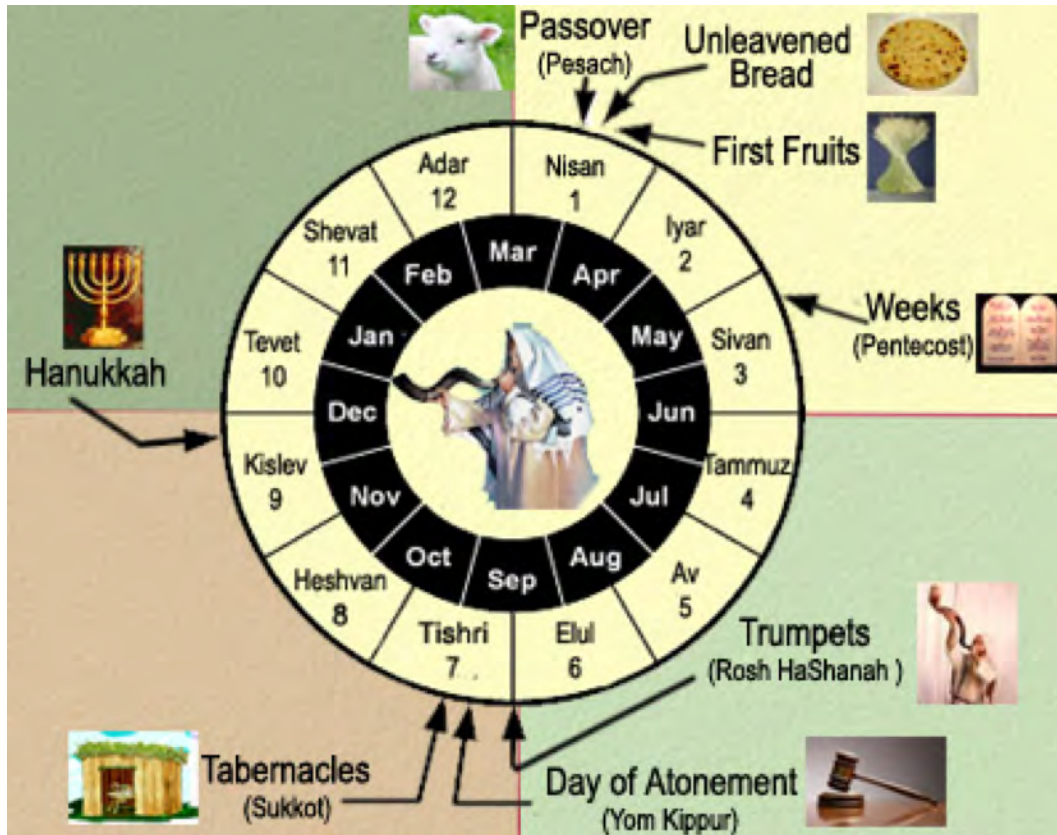 Passover
(Pesach)
Unleavened
Bread
First Fruits
Weeks
(Pentecost)
Trumpets
(Rosh HaShanah )
Day of Atonement
(Yom Kippur)
Tabernacles
(Sukkot)
Hanukkah
Nisan
1
Iyar
2
Sivan
3
Tammuz
4
Av
5
Elul
6
Tishri
7
Heshvan
8
Kislev
9
Tevet
10
Shevat
11
Adar
12
Mar
Apr
May
Jun
Jul
Aug
Sep
Oct
Nov
Dec
Jan
Feb